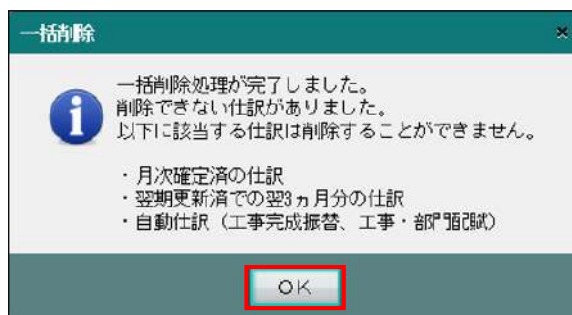 一括削除
一括削除処理が完了しました。
削除できない仕訳がありました。
以下に該当する仕訳は削除することができません。
・月次確定済の仕訳
・翌期更新済での翌3ヵ月分の仕訳
・自動仕訳（工事完成振替、工事・部門配賦）
OK